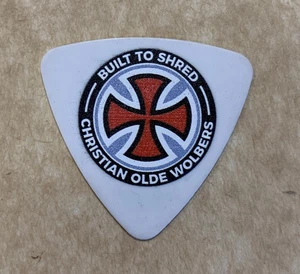 BUILT TO SHRED
CHRISTIAN OLDE WOLBERS